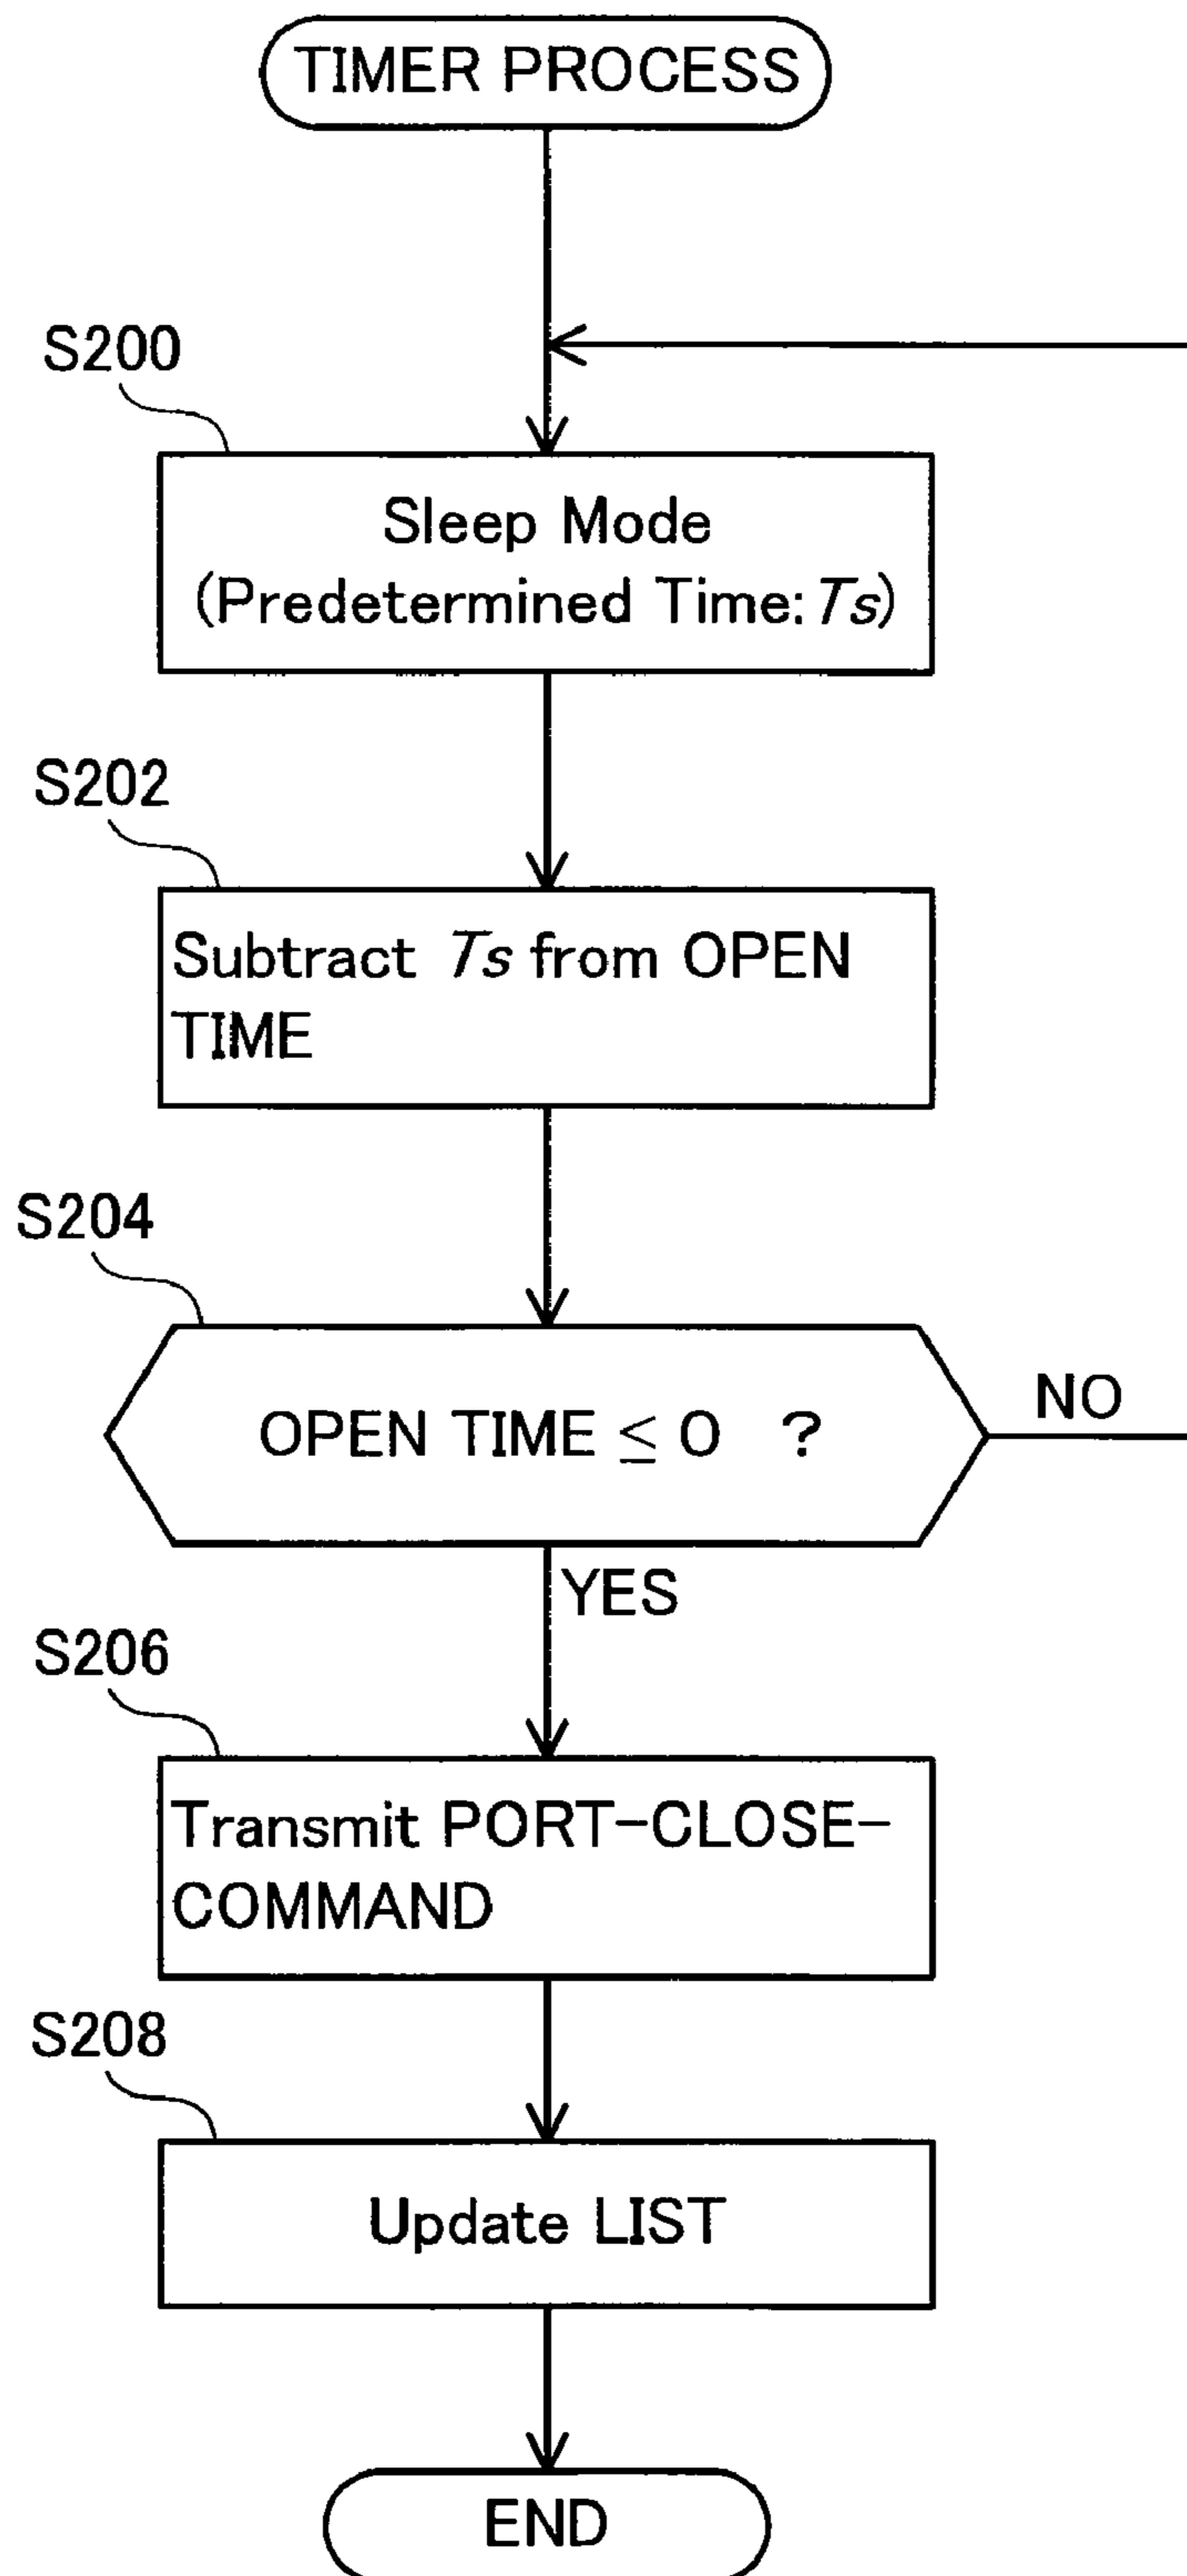 TIMER PROCESS
S200
Sleep Mode
(Predetermined Time: Ts)
S202
Subtract Ts from OPEN
TIME
S204
OPEN TIME ≤ 0 ?
NO
YES
S206
Transmit PORT-CLOSE-
COMMAND
S208
Update LIST
END